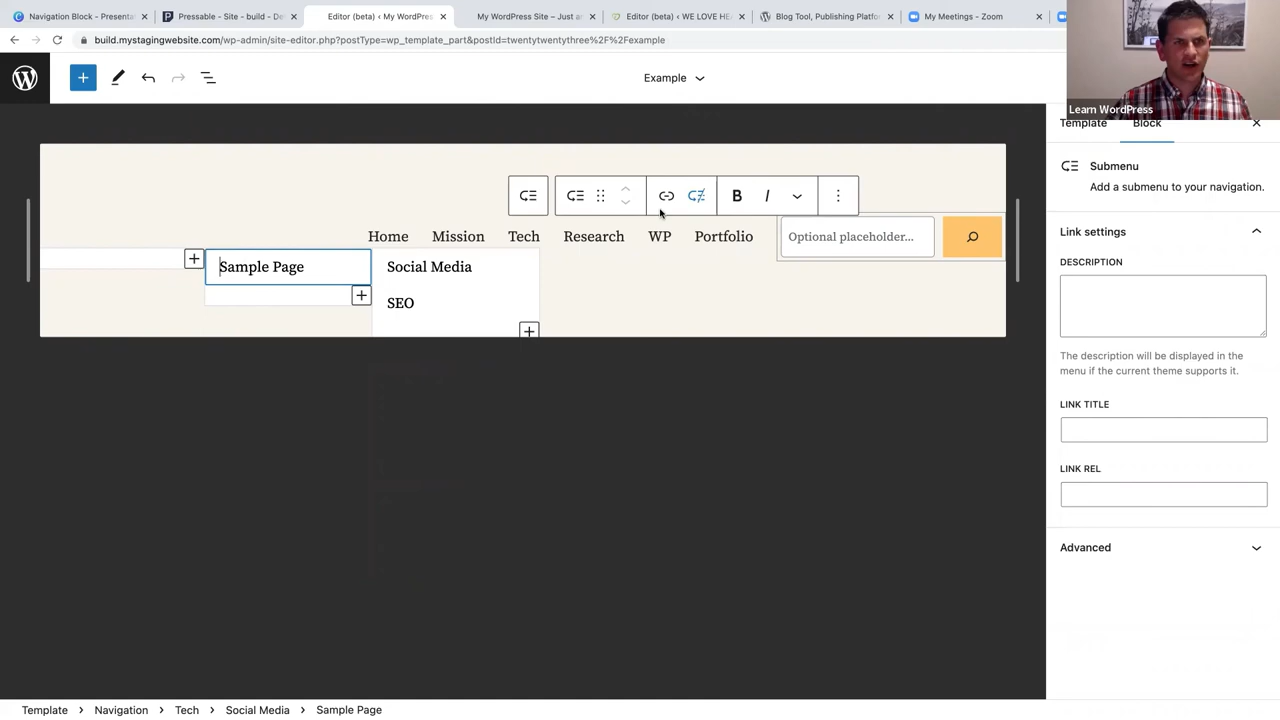 Navigation Block - Presenta
Pressable - Site - build - De
Editor (beta) ‹ My WordPres
My WordPress Site – Just a
Editor (beta) ‹ WE LOVE HE
Blog Tool, Publishing Platfo
My Meetings - Zoom
build.mystagingwebsite.com/wp-admin/site-editor.php?postType=wp_template_part&postId=twentytwentythree%2F%2Fexample
Example
Learn WordPress
Template
Block
Submenu
Add a submenu to your navigation.
Link settings
DESCRIPTION
The description will be displayed in the
menu if the current theme supports it.
LINK TITLE
LINK REL
Advanced
B I
Home Mission Tech Research WP Portfolio Optional placeholder...
Sample Page
Social Media
SEO
Template > Navigation > Tech > Social Media > Sample Page